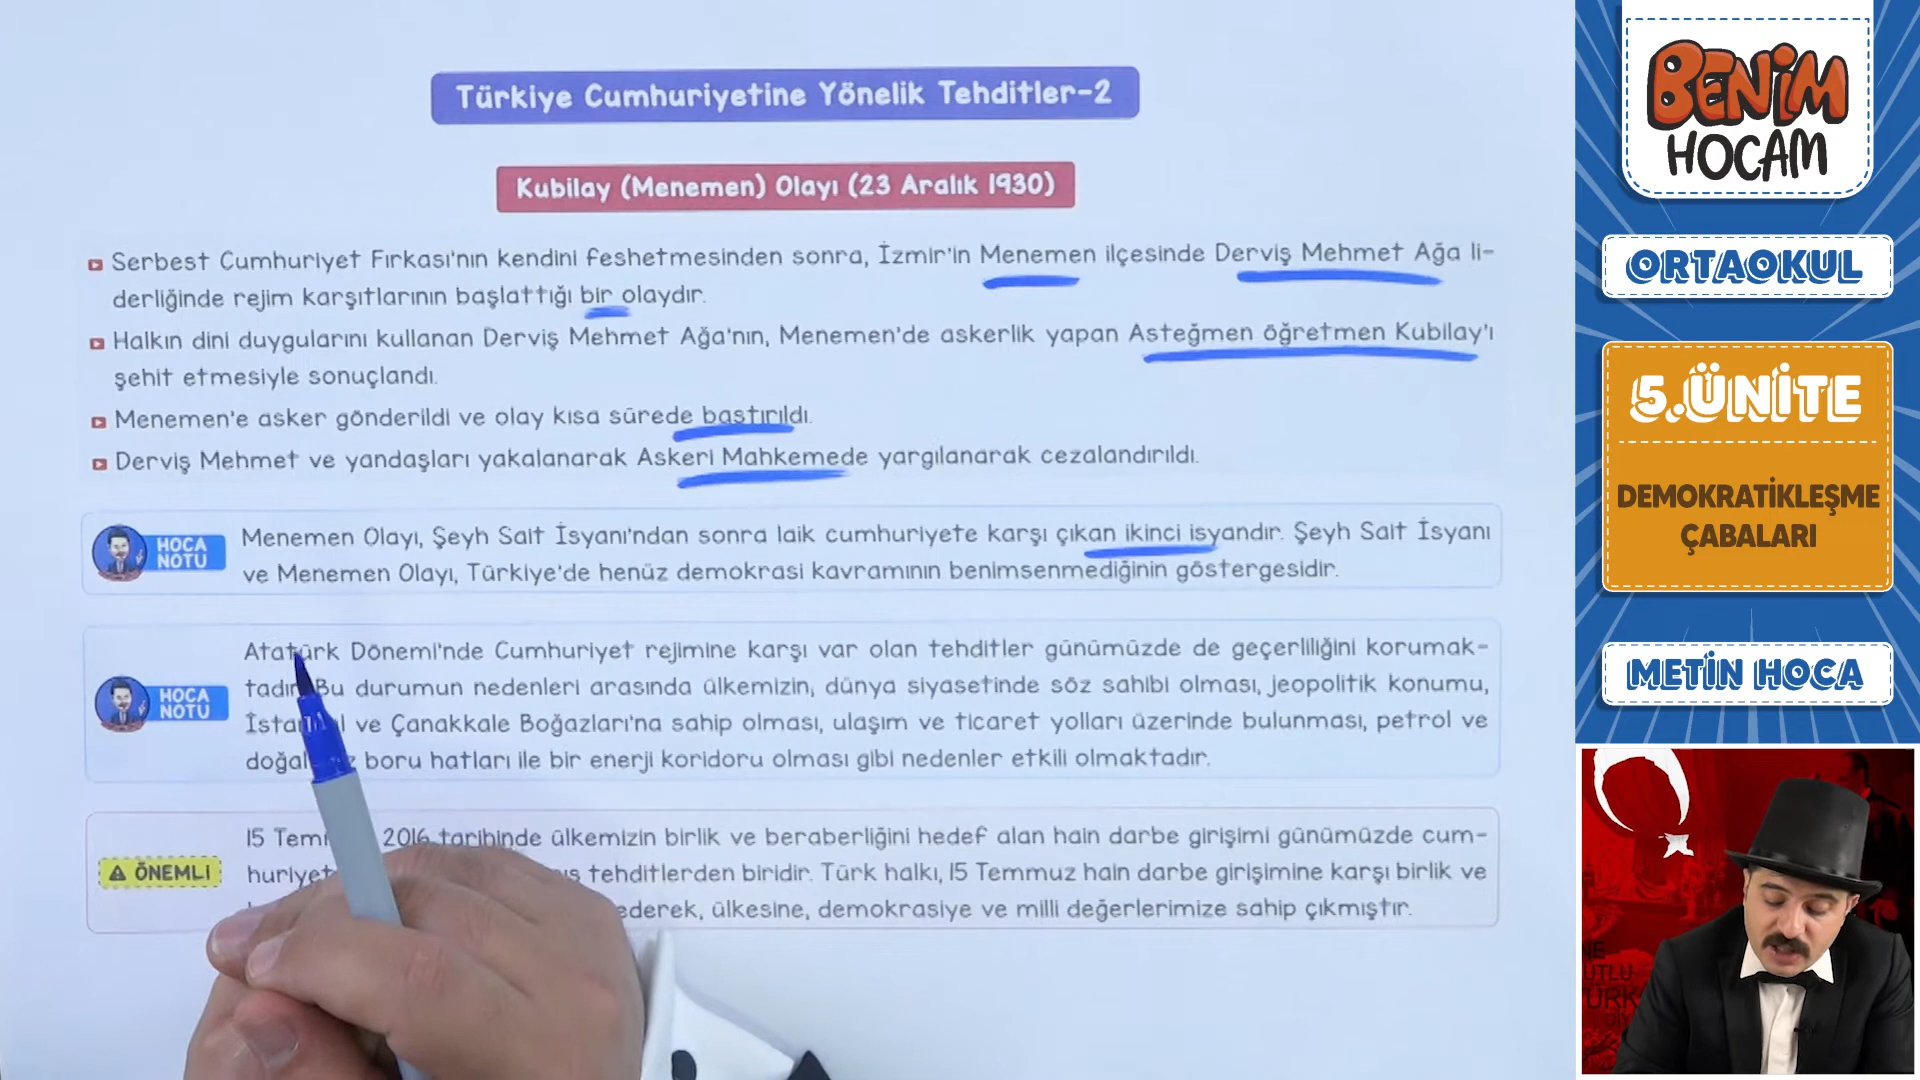 Türkiye Cumhuriyetine Yönelik Tehditler-2
Kubilay (Menemen) Olayı (23 Aralık 1930)
Serbest Cumhuriyet Fırkası'nın kendini feshetmesinden sonra, İzmir'in Menemen ilçesinde Derviş Mehmet Ağa li-
derliğinde rejim karşıtlarının başlattığı bir olaydır.
Halkın dini duygularını kullanan Derviş Mehmet Ağa'nın, Menemen'de askerlik yapan Asteğmen öğretmen Kubilay'ı
şehit etmesiyle sonuçlandı.
Menemen'e asker gönderildi ve olay kısa sürede bastırıldı.
Derviş Mehmet ve yandaşları yakalanarak Askeri Mahkemede yargılanarak cezalandırıldı.
HOCA
NOTU
Menemen Olayı, Şeyh Sait İsyanı'ndan sonra laik cumhuriyete karşı çıkan ikinci isyandır. Şeyh Sait İsyanı
ve Menemen Olayı, Türkiye'de henüz demokrasi kavramının benimsenmediğinin göstergesidir.
HOCA
NOTU
Atatürk Dönemi'nde Cumhuriyet rejimine karşı var olan tehditler günümüzde de geçerliliğini korumak-
tadır. Bu durumun nedenleri arasında ülkemizin, dünya siyasetinde söz sahibi olması, jeopolitik konumu,
ve Çanakkale Boğazları'na sahip olması, ulaşım ve ticaret yolları üzerinde bulunması, petrol ve
boru hatları ile bir enerji koridoru olması gibi nedenler etkili olmaktadır.
ÖNEMLİ
15 2016 tarihinde ülkemizin birlik ve beraberliğini hedef alan hain darbe girişimi günümüzde cum-
tehditlerden biridir. Türk halkı, 15 Temmuz hain darbe girişimine karşı birlik ve
ederek, ülkesine, demokrasiye ve milli değerlerimize sahip çıkmıştır.
BENİM
HOCAM
ORTAOKUL
5.ÜNİTE
DEMOKRATİKLEŞME
ÇABALARI
METİN HOCA